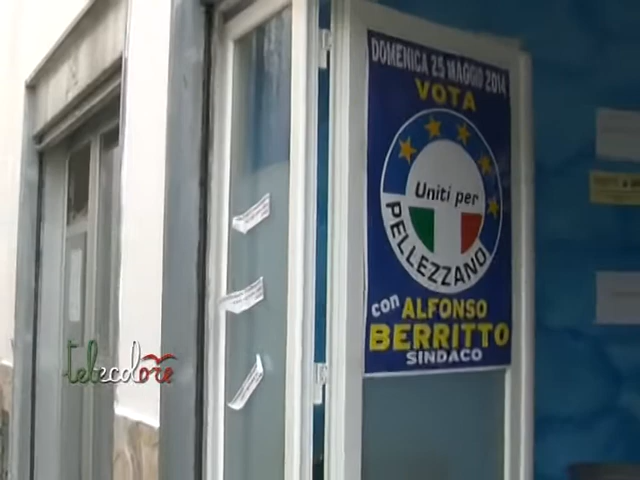 DOMENICA 25 MAGGIO 2014
VOTA
Uniti per
PELLEZZANO
con ALFONSO
BERRITTO
SINDACO
telecolore